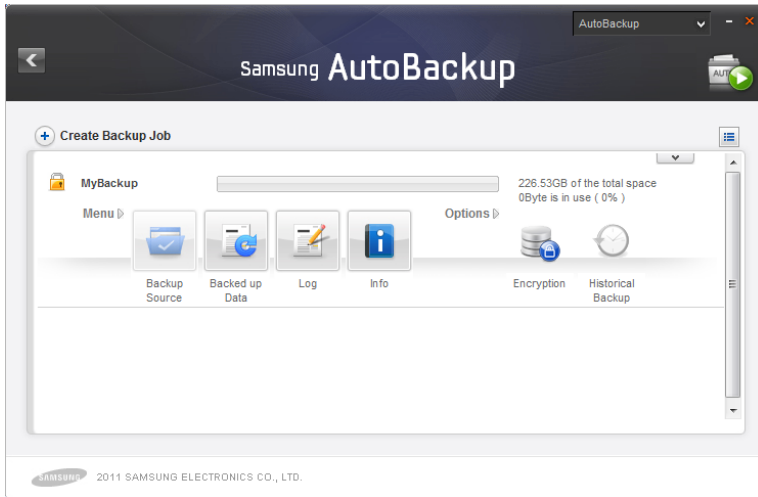 AutoBackup
Samsung AutoBackup
AUT
Create Backup Job
MyBackup
226.53GB of the total space
0Byte is in use ( 0% )
Menu
Options
Backup Source
Backed up Data
Log
Info
Encryption
Historical Backup
SAMSUNG
2011 SAMSUNG ELECTRONICS CO., LTD.